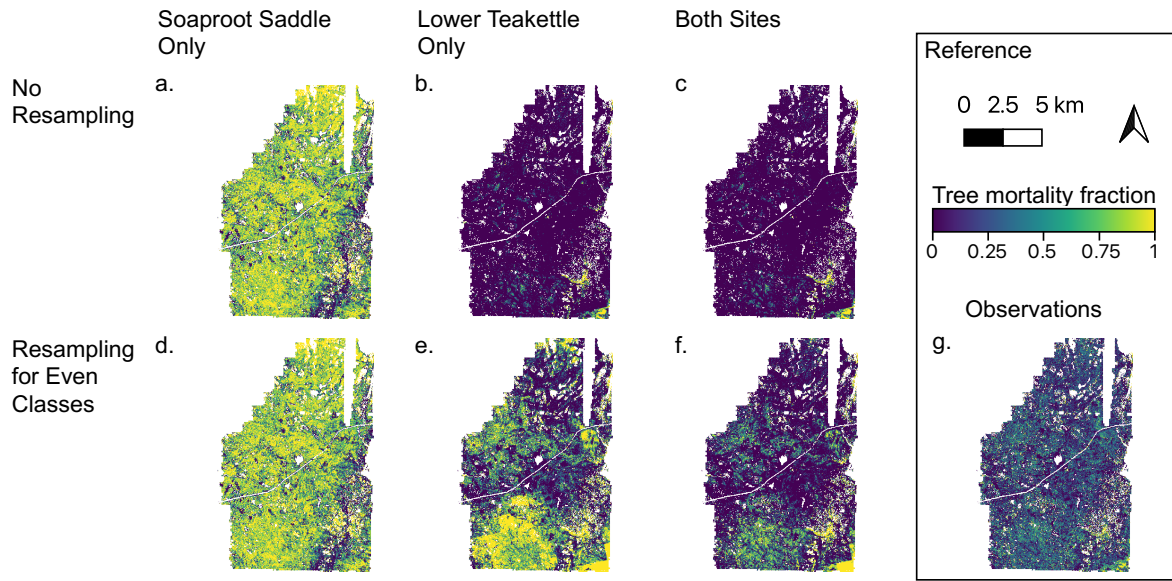 Soaproot Saddle
Only
Lower Teakettle
Only
Both Sites
No
Resampling
a.
b.
c.
Resampling
for Even
Classes
d.
e.
f.
Reference
0 2.5 5 km
Tree mortality fraction
0 0.25 0.5 0.75 1
Observations
g.